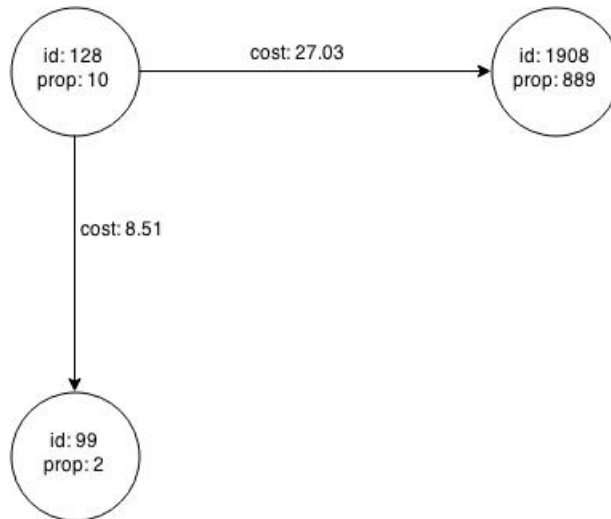 id: 128
prop: 10
cost: 27.03
id: 1908
prop: 889
cost: 8.51
id: 99
prop: 2